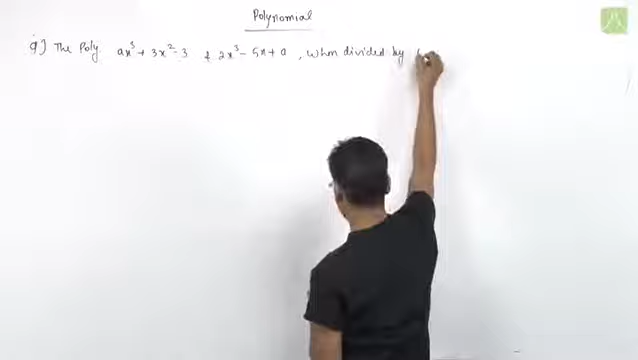 Polynomial
Q] The Poly ax³ + 3x² - 3 & 2x³ - 5x + a , when divided by